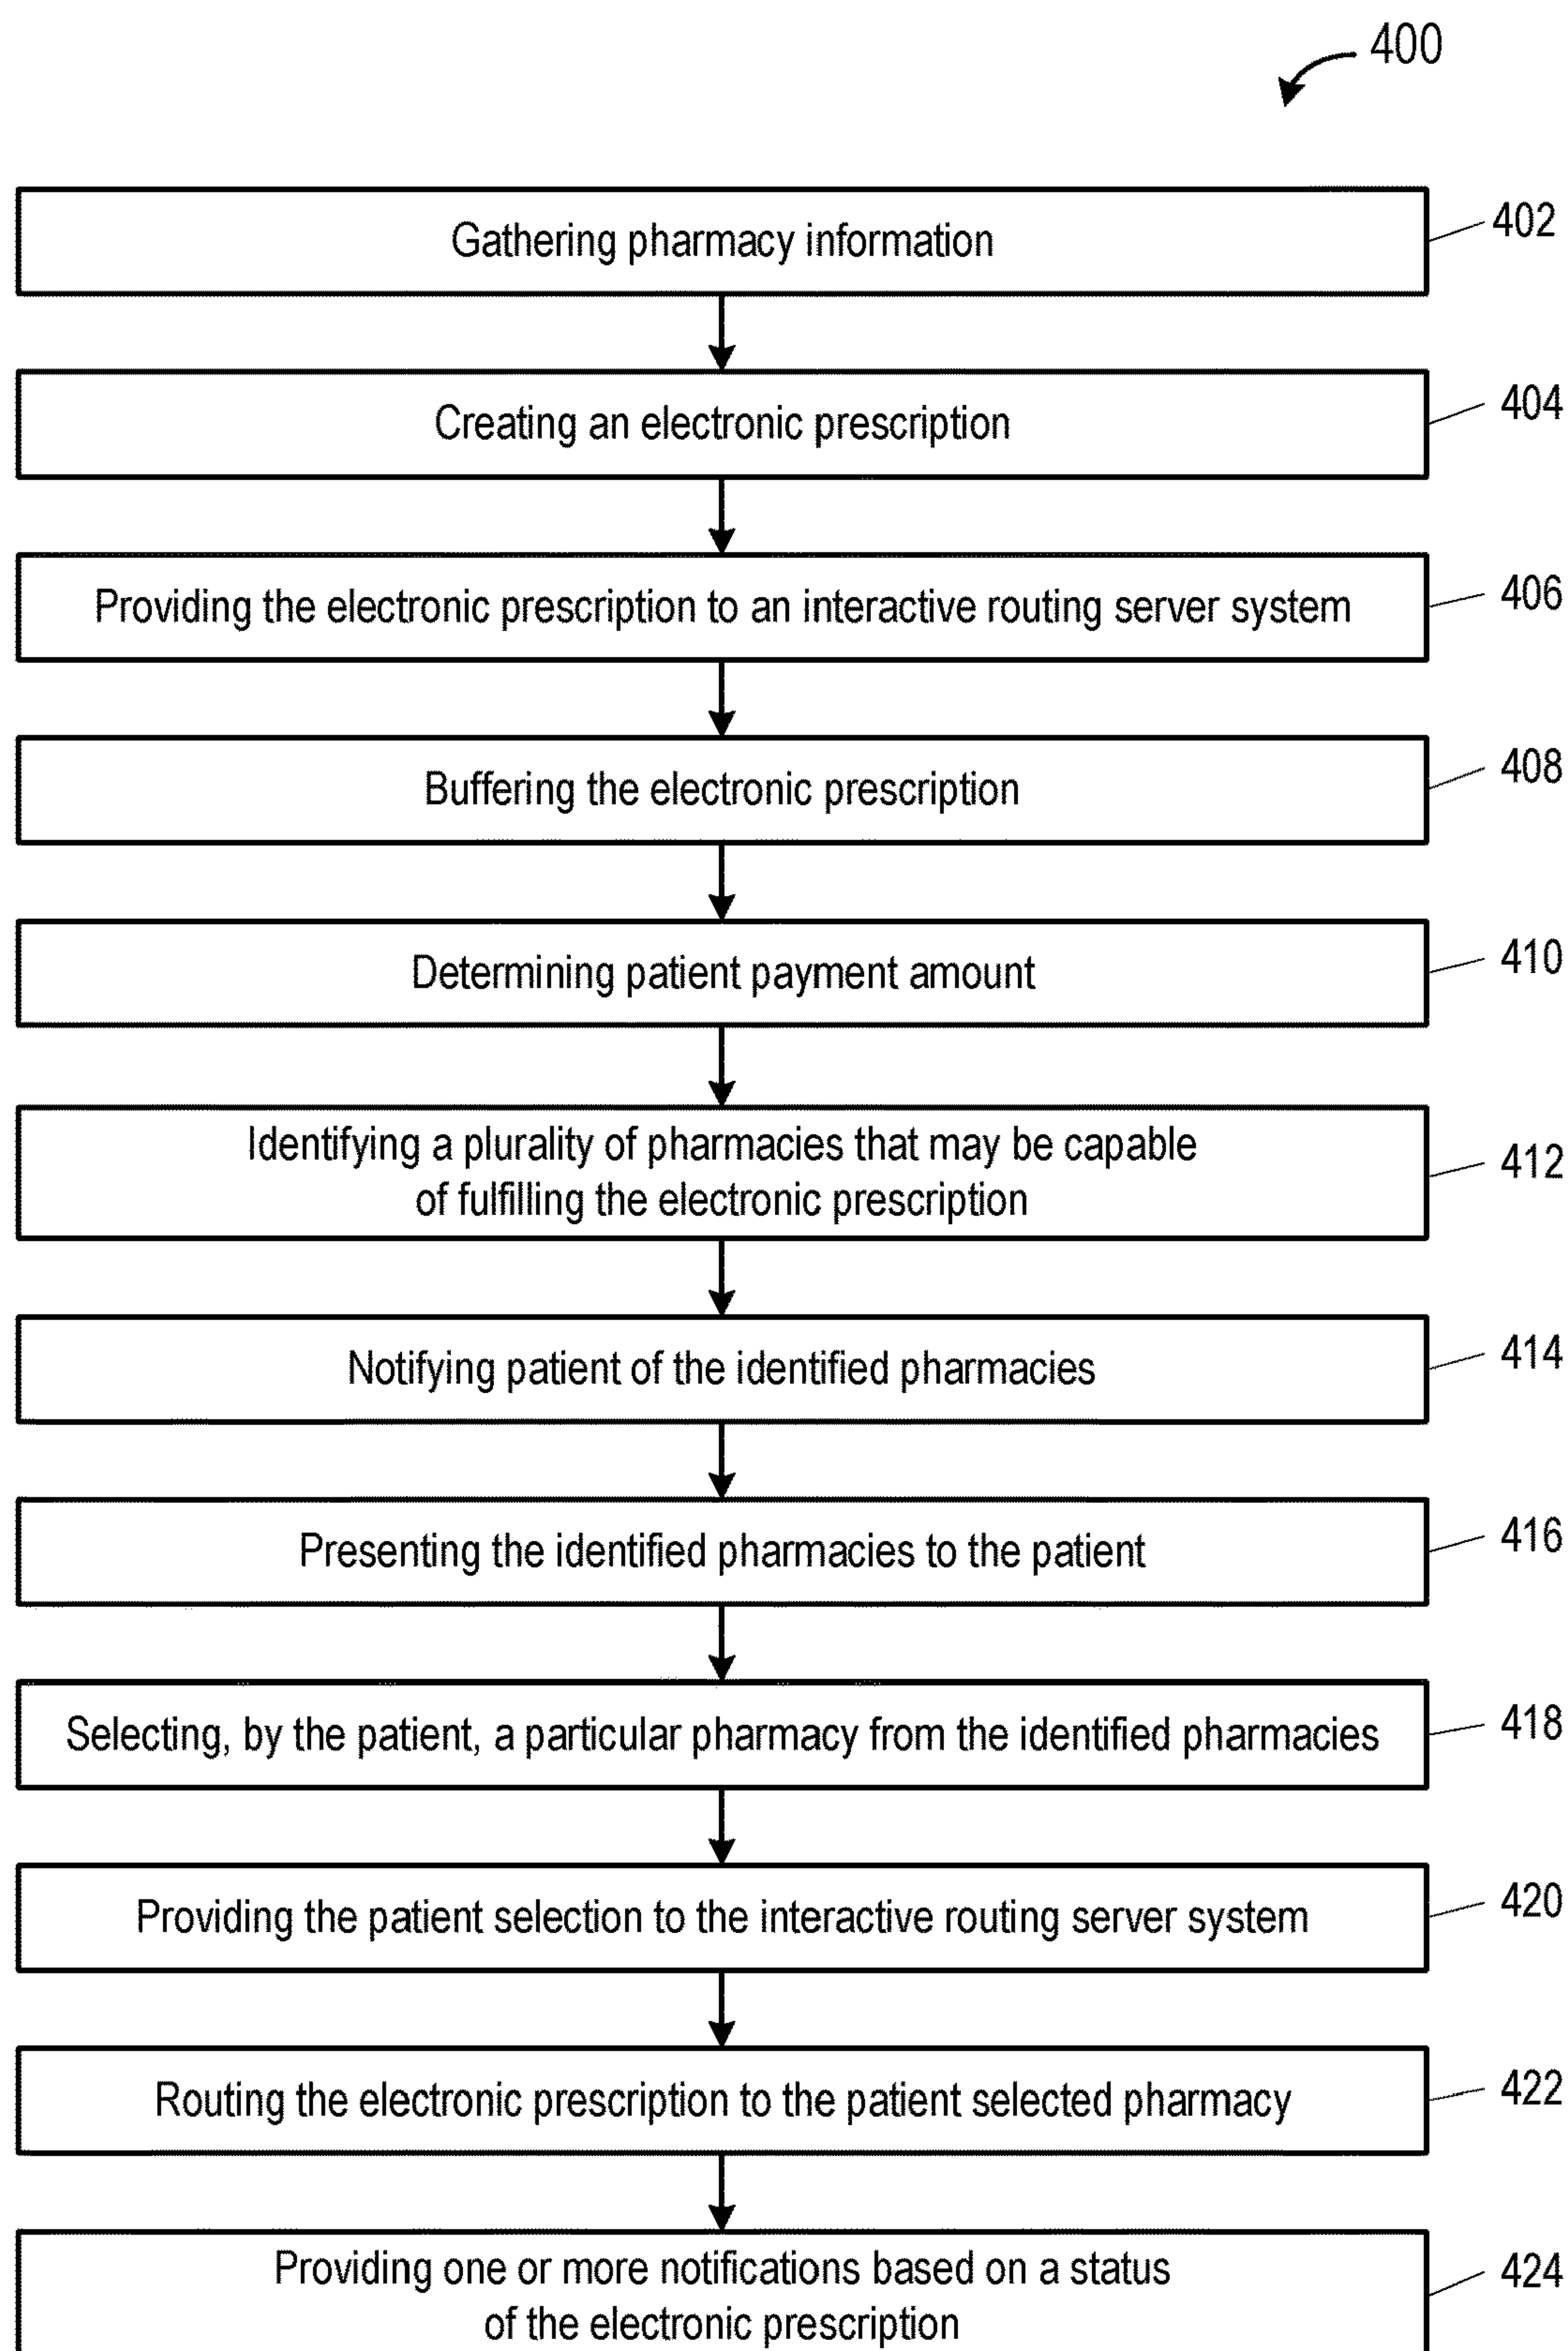 400
Gathering pharmacy information
402
Creating an electronic prescription
404
Providing the electronic prescription to an interactive routing server system
406
Buffering the electronic prescription
408
Determining patient payment amount
410
Identifying a plurality of pharmacies that may be capable
of fulfilling the electronic prescription
412
Notifying patient of the identified pharmacies
414
Presenting the identified pharmacies to the patient
416
Selecting, by the patient, a particular pharmacy from the identified pharmacies
418
Providing the patient selection to the interactive routing server system
420
Routing the electronic prescription to the patient selected pharmacy
422
Providing one or more notifications based on a status
of the electronic prescription
424